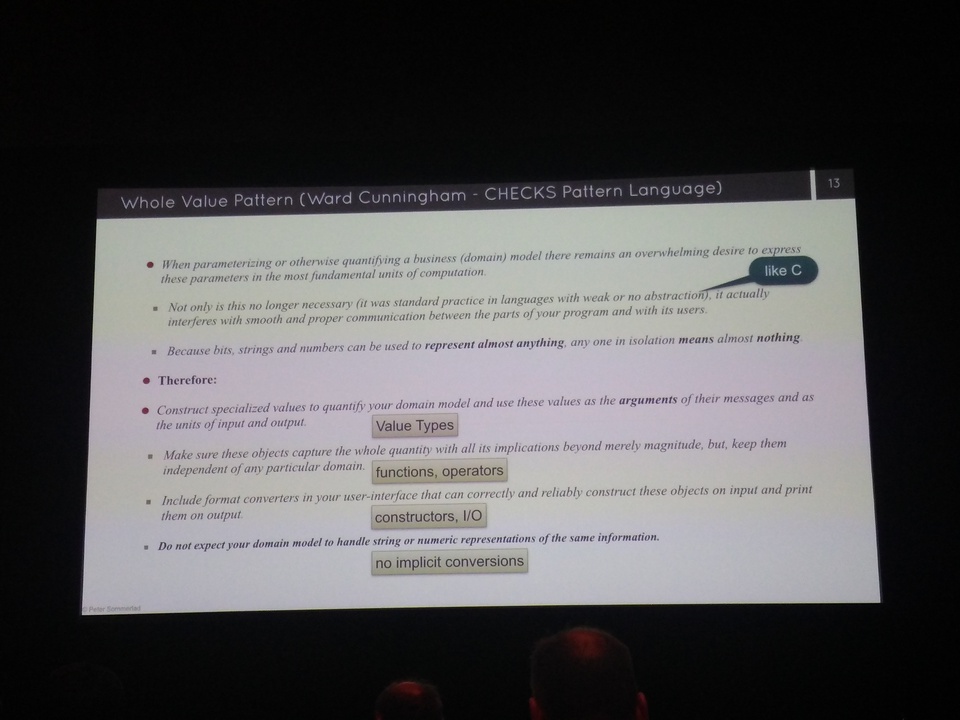 Whole Value Pattern (Ward Cunningham - CHECKS Pattern Language)
13
When parameterizing or otherwise quantifying a business (domain) model there remains an overwhelming desire to express
these parameters in the most fundamental units of computation.
like C
Not only is this no longer necessary (it was standard practice in languages with weak or no abstraction), it actually
interferes with smooth and proper communication between the parts of your program and with its users.
Because bits, strings and numbers can be used to represent almost anything, any one in isolation means almost nothing.
Therefore:
Construct specialized values to quantify your domain model and use these values as the arguments of their messages and as
the units of input and output.
Value Types
Make sure these objects capture the whole quantity with all its implications beyond merely magnitude, but, keep them
independent of any particular domain.
functions, operators
Include format converters in your user-interface that can correctly and reliably construct these objects on input and print
them on output.
constructors, I/O
Do not expect your domain model to handle string or numeric representations of the same information.
no implicit conversions
© Peter Sommerlad